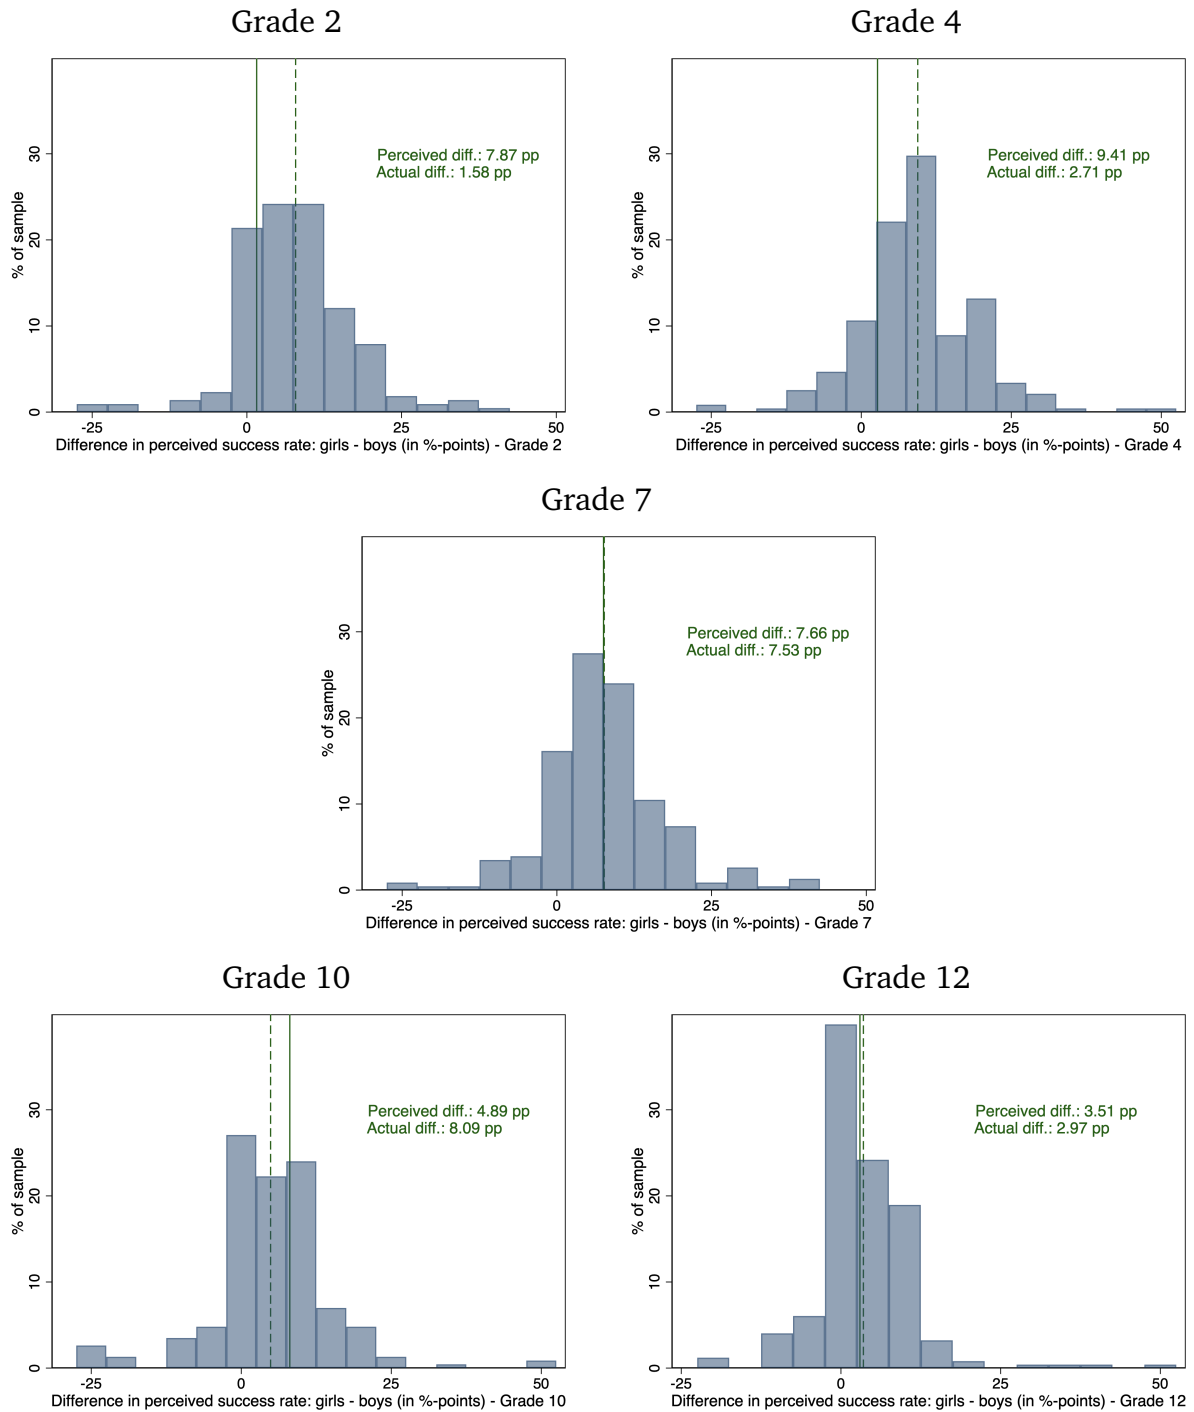 Grade 2
Perceived diff.: 7.87 pp
Actual diff.: 1.58 pp
% of sample
0
10
20
30
-25
0
25
50
Difference in perceived success rate: girls - boys (in %-points) - Grade 2
Grade 4
Perceived diff.: 9.41 pp
Actual diff.: 2.71 pp
% of sample
0
10
20
30
-25
0
25
50
Difference in perceived success rate: girls - boys (in %-points) - Grade 4
Grade 7
Perceived diff.: 7.66 pp
Actual diff.: 7.53 pp
% of sample
0
10
20
30
-25
0
25
50
Difference in perceived success rate: girls - boys (in %-points) - Grade 7
Grade 10
Perceived diff.: 4.89 pp
Actual diff.: 8.09 pp
% of sample
0
10
20
30
-25
0
25
50
Difference in perceived success rate: girls - boys (in %-points) - Grade 10
Grade 12
Perceived diff.: 3.51 pp
Actual diff.: 2.97 pp
% of sample
0
10
20
30
-25
0
25
50
Difference in perceived success rate: girls - boys (in %-points) - Grade 12